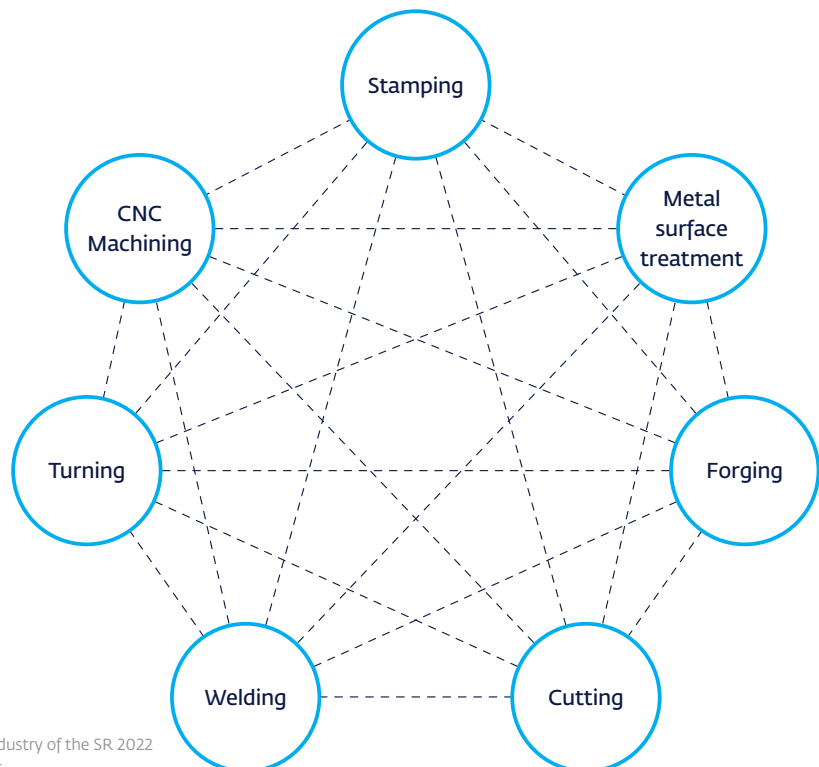 Stamping
CNC
Machining
Metal
surface
treatment
Turning
Forging
Welding
Cutting
dustry of the SR 2022